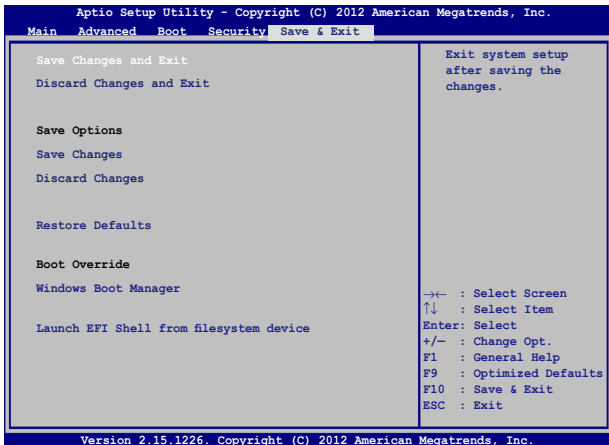 Aptio Setup Utility - Copyright (C) 2012 American Megatrends, Inc.
Main Advanced Boot Security Save & Exit
Save Changes and Exit
Discard Changes and Exit
Save Options
Save Changes
Discard Changes
Restore Defaults
Boot Override
Windows Boot Manager
Launch EFI Shell from filesystem device
Exit system setup
after saving the
changes.
→← : Select Screen
↑↓ : Select Item
Enter: Select
+/— : Change Opt.
F1 : General Help
F9 : Optimized Defaults
F10 : Save & Exit
ESC : Exit
Version 2.15.1226. Copyright (C) 2012 American Megatrends, Inc.